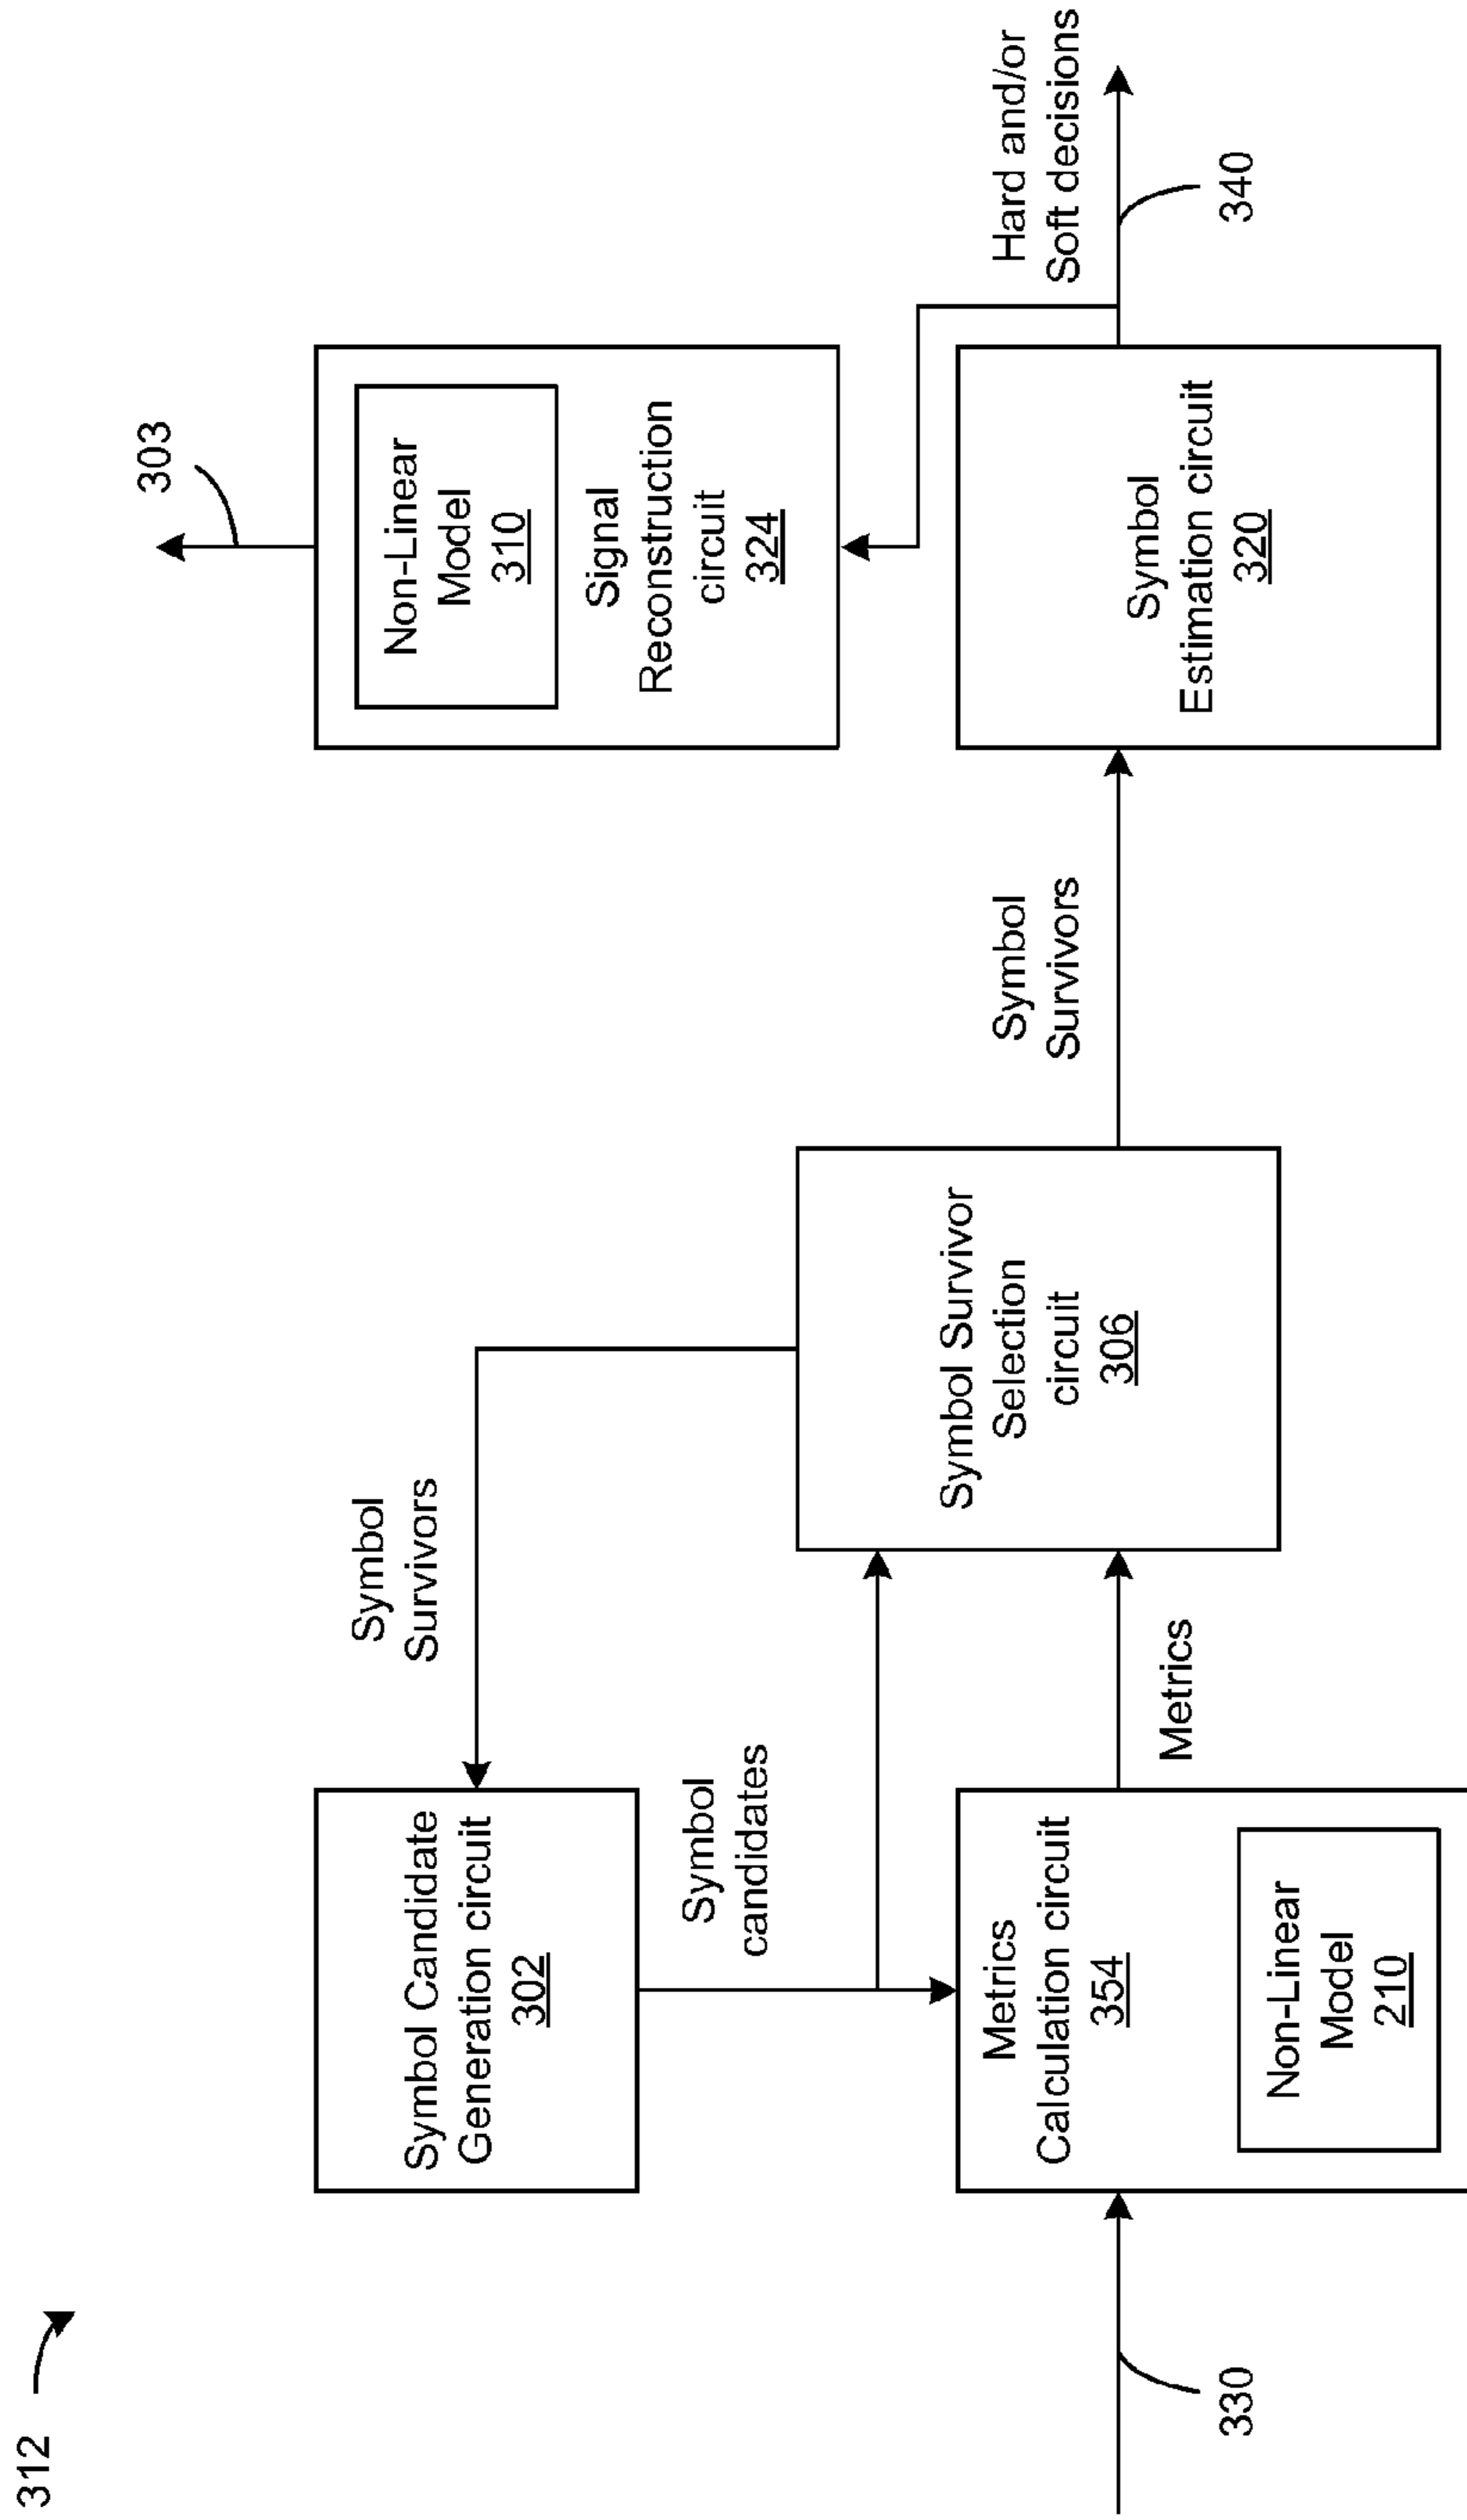 312
303
Symbol Candidate
Generation circuit
302
Symbol
Survivors
Non-Linear
Model
310
Signal
Reconstruction
circuit
324
Symbol
candidates
Symbol Survivor
Selection
circuit
306
Symbol
Survivors
Hard and/or
Soft decisions
Metrics
Calculation circuit
354
Non-Linear
Model
210
Metrics
Symbol
Estimation circuit
320
330
340